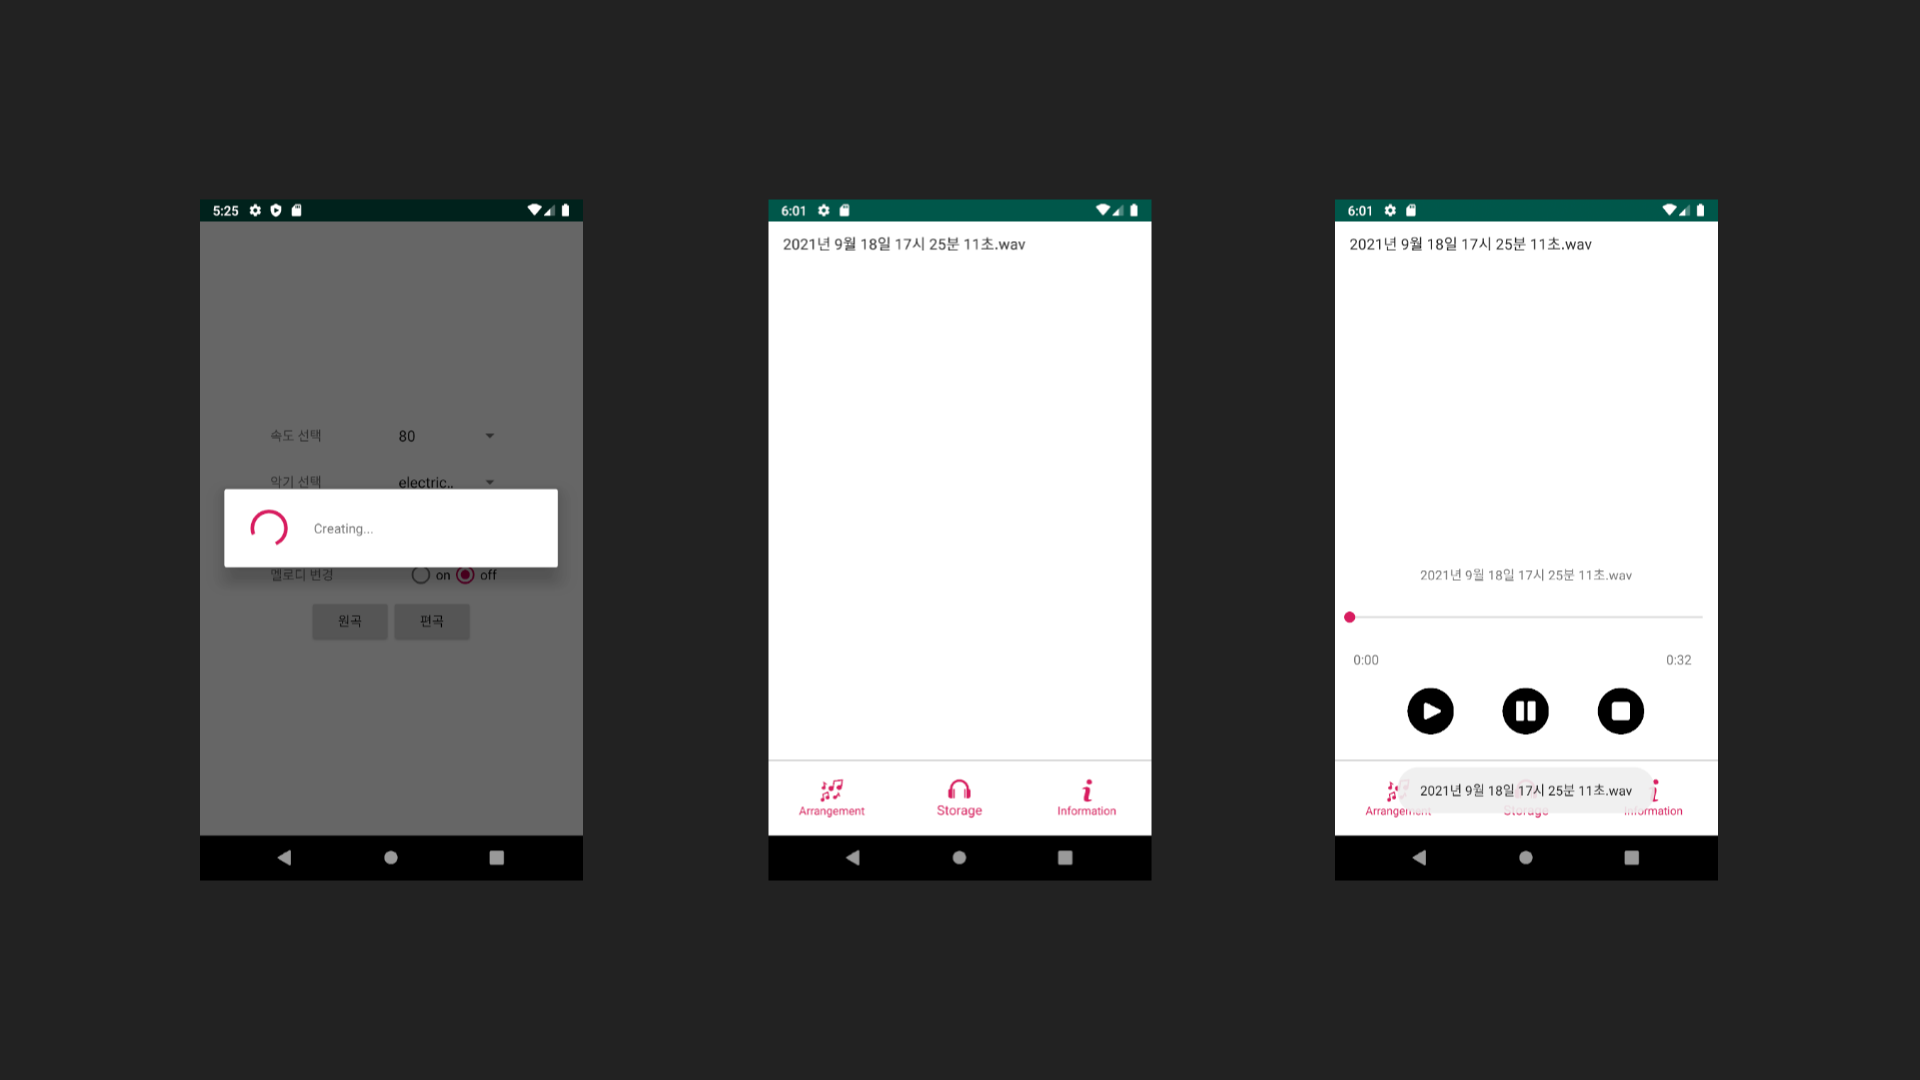 5:25
속도 선택 80
악기 선택 electric..
Creating...
멜로디 변경 on off
원곡 편곡
6:01
2021년 9월 18일 17시 25분 11초.wav
Arrangement Storage Information
6:01
2021년 9월 18일 17시 25분 11초.wav
2021년 9월 18일 17시 25분 11초.wav
0:00 0:32
2021년 9월 18일 17시 25분 11초.wav
Arrangement Storage Information